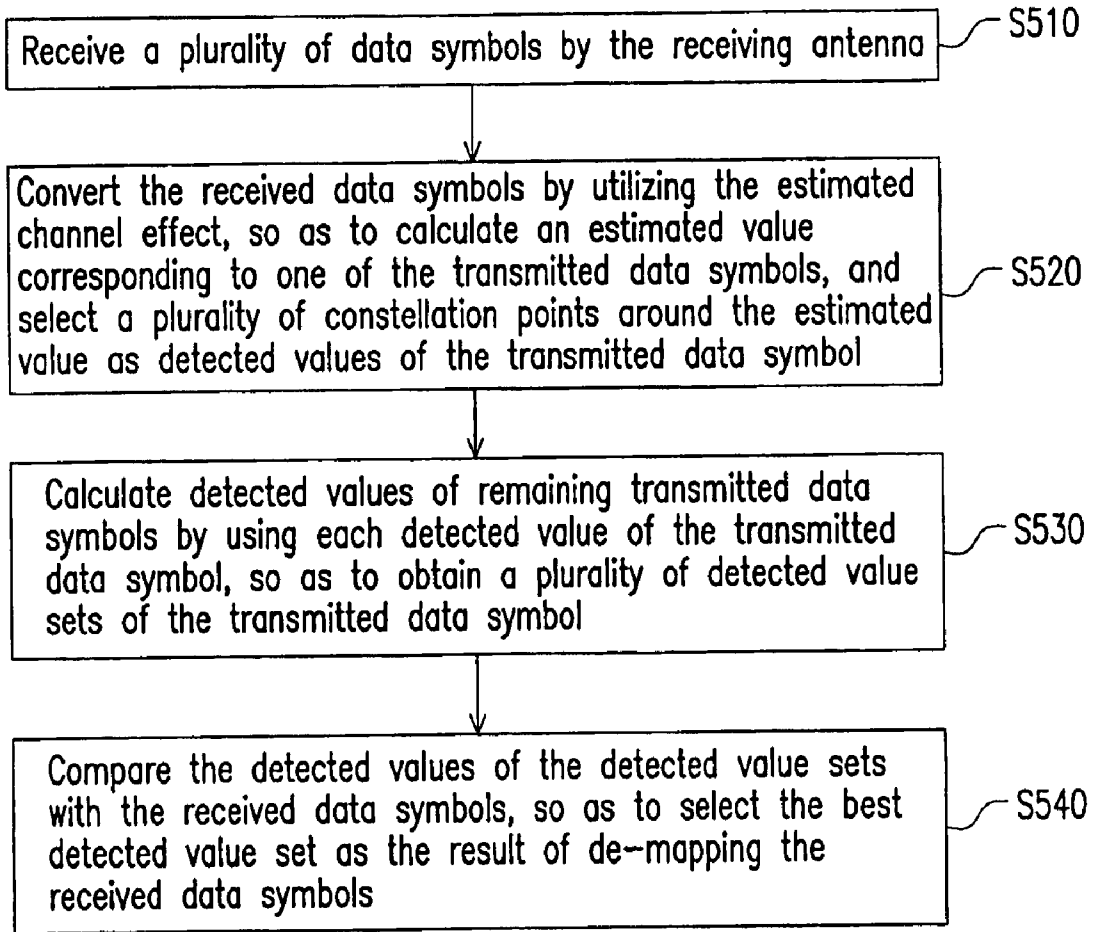 Receive a plurality of data symbols by the receiving antenna
S510
Convert the received data symbols by utilizing the estimated
channel effect, so as to calculate an estimated value
corresponding to one of the transmitted data symbols, and
select a plurality of constellation points around the estimated
value as detected values of the transmitted data symbol
S520
Calculate detected values of remaining transmitted data
symbols by using each detected value of the transmitted
data symbol, so as to obtain a plurality of detected value
sets of the transmitted data symbol
S530
Compare the detected values of the detected value sets
with the received data symbols, so as to select the best
detected value set as the result of de-mapping the
received data symbols
S540